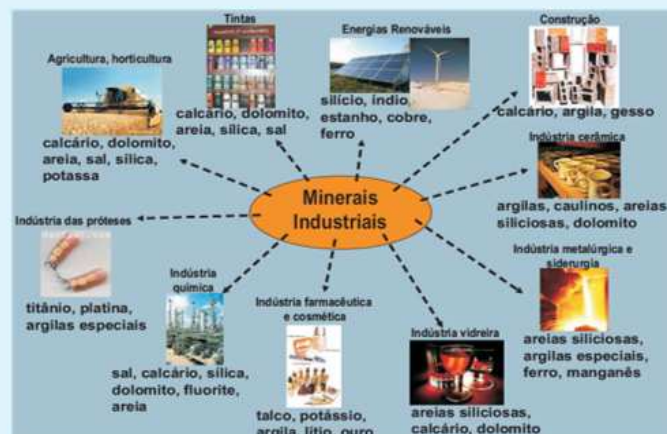 Tintas
Energias Renováveis
Construção
Agricultura, horticultura
calcário, dolomito,
areia, sílica, sal
silício, índio,
estanho, cobre,
ferro
calcário, argila, gesso
calcário, dolomito,
areia, sal, sílica,
potassa
Indústria cerâmica
Minerais
Industriais
argilas, caulinos, areias
siliciosas, dolomito
Indústria das próteses
titânio, platina,
argilas especiais
Indústria
química
sal, calcário, sílica,
dolomito, fluorite,
areia
Indústria farmacêutica
e cosmética
talco, potássio,
argila, lítio, ouro
Indústria vidreira
areias siliciosas,
calcário, dolomito
Indústria metalúrgica e
siderurgia
areias siliciosas,
argilas especiais,
ferro, manganês